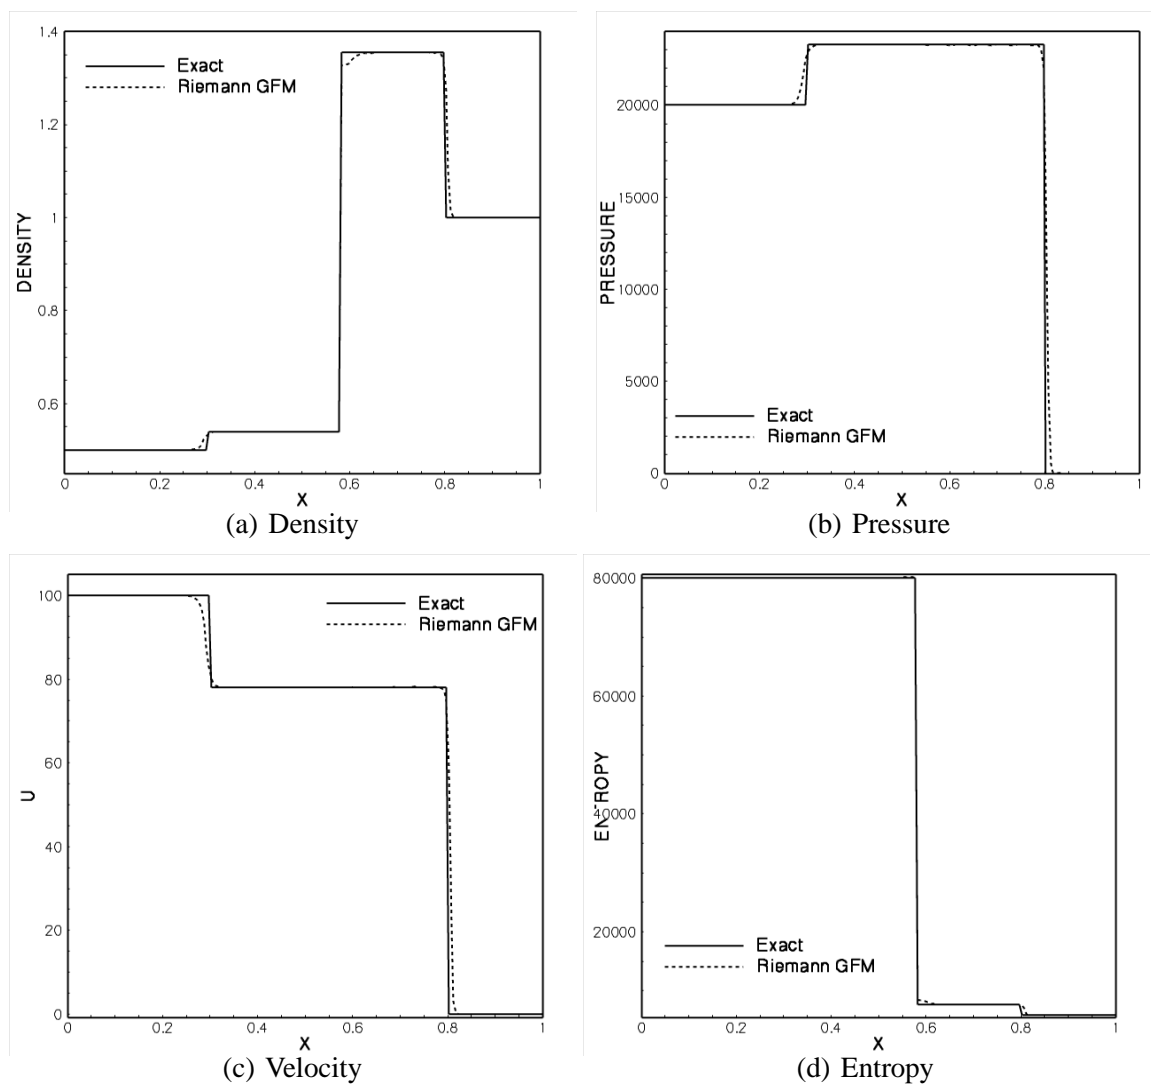 1.4
1.2
1
0.8
0.6
DENSITY
Exact
Riemann GFM
0 0.2 0.4 0.6 0.8 1
X
(a) Density
20000
15000
10000
5000
0
PRESSURE
Exact
Riemann GFM
0 0.2 0.4 0.6 0.8 1
X
(b) Pressure
100
80
60
40
20
0
U
Exact
Riemann GFM
0 0.2 0.4 0.6 0.8 1
X
(c) Velocity
80000
60000
40000
20000
ENTROPY
Exact
Riemann GFM
0 0.2 0.4 0.6 0.8 1
X
(d) Entropy